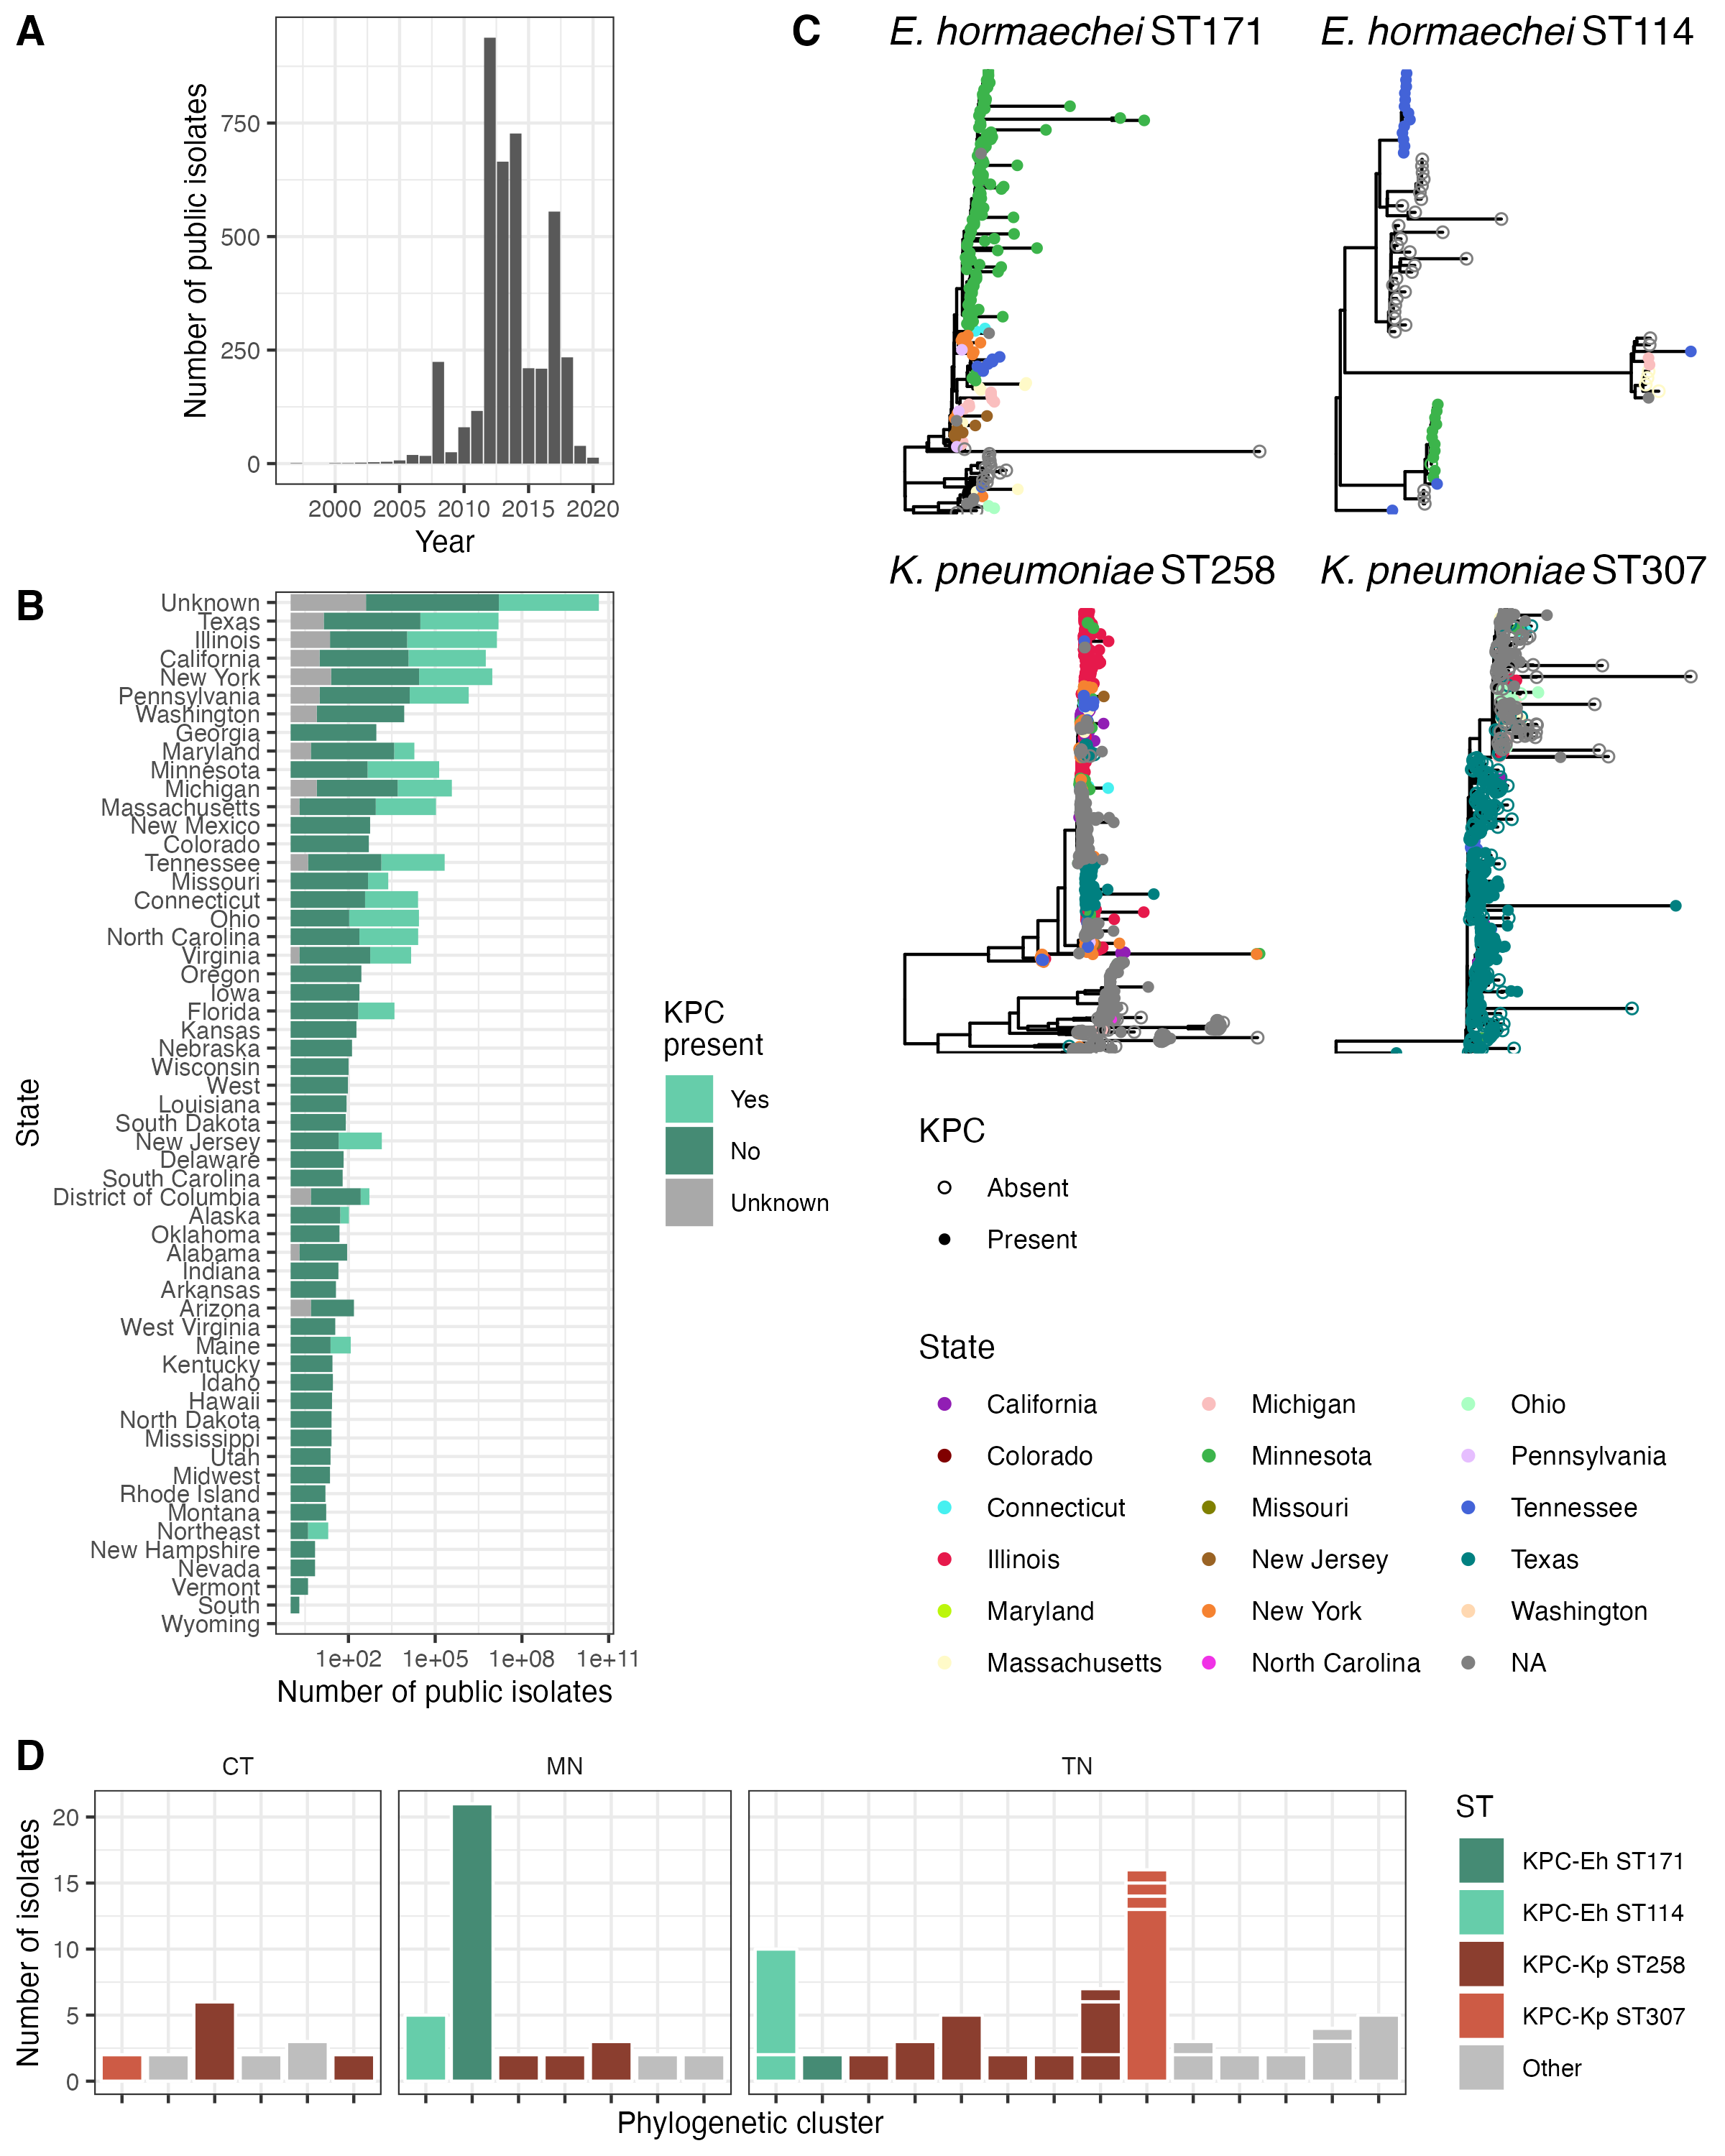 A
Number of public isolates
750
500
250
0
2000 2005 2010 2015 2020
Year
B
State
Unknown
Texas
Illinois
California
New York
Pennsylvania
Washington
Georgia
Maryland
Minnesota
Michigan
Massachusetts
New Mexico
Colorado
Tennessee
Missouri
Connecticut
Ohio
North Carolina
Virginia
Oregon
Iowa
Florida
Kansas
Nebraska
Wisconsin
West
Louisiana
South Dakota
New Jersey
Delaware
South Carolina
District of Columbia
Alaska
Oklahoma
Alabama
Indiana
Arkansas
Arizona
West Virginia
Maine
Kentucky
Idaho
Hawaii
North Dakota
Mississippi
Utah
Midwest
Rhode Island
Montana
Northeast
New Hampshire
Nevada
Vermont
South
Wyoming
1e+02 1e+05 1e+08 1e+11
Number of public isolates
KPC
present
Yes
No
Unknown
C
E. hormaechei ST171
E. hormaechei ST114
K. pneumoniae ST258
K. pneumoniae ST307
KPC
Absent
Present
State
California
Colorado
Connecticut
Illinois
Maryland
Massachusetts
Michigan
Minnesota
Missouri
New Jersey
New York
North Carolina
Ohio
Pennsylvania
Tennessee
Texas
Washington
NA
D
CT
MN
TN
Number of isolates
20
15
10
5
0
Phylogenetic cluster
ST
KPC-Eh ST171
KPC-Eh ST114
KPC-Kp ST258
KPC-Kp ST307
Other